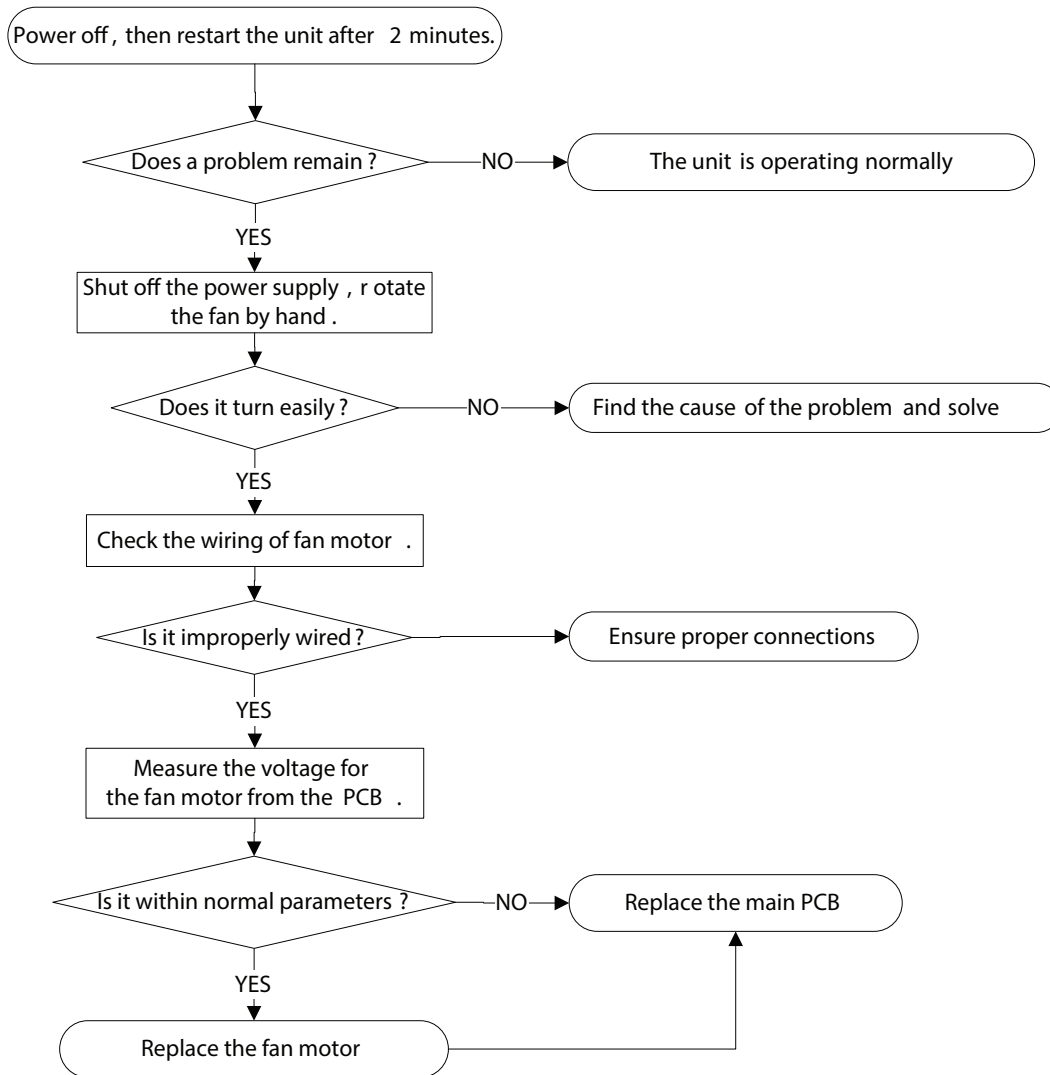 Power off, then restart the unit after 2 minutes.
Does a problem remain?
NO
The unit is operating normally
YES
Shut off the power supply, r otate
the fan by hand.
Does it turn easily?
NO
Find the cause of the problem and solve
YES
Check the wiring of fan motor.
Is it improperly wired?
Ensure proper connections
YES
Measure the voltage for
the fan motor from the PCB.
Is it within normal parameters?
NO
Replace the main PCB
YES
Replace the fan motor